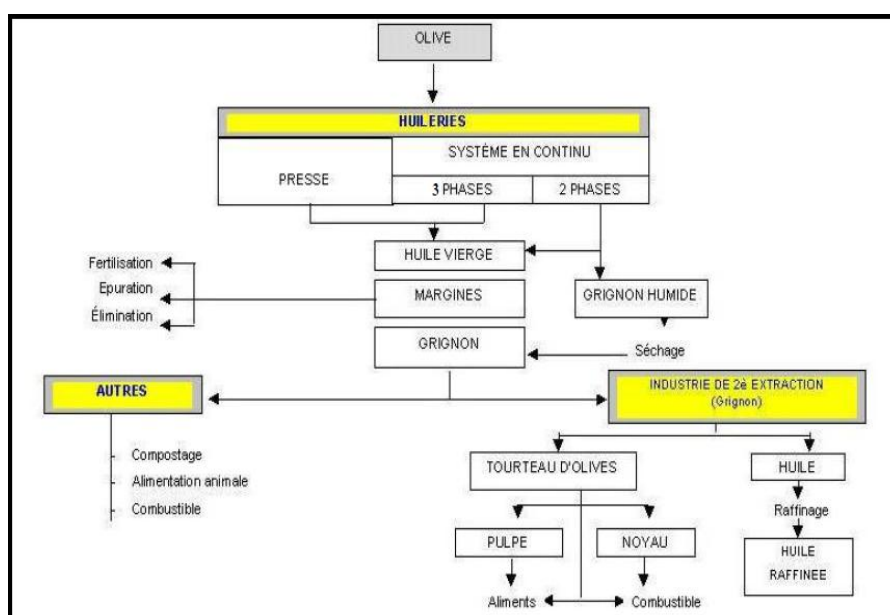 OLIVE
HUILERIES
SYSTÈME EN CONTINU
PRESSE
3 PHASES
2 PHASES
HUILE VIERGE
Fertilisation
Epuration
Élimination
MARGINES
GRIGNON HUMIDE
GRIGNON
Séchage
AUTRES
INDUSTRIE DE 2è EXTRACTION
(Grignon)
Compostage
Alimentation animale
Combustible
TOURTEAU D'OLIVES
HUILE
Raffinage
PULPE
NOYAU
HUILE
RAFFINEE
Aliments
Combustible